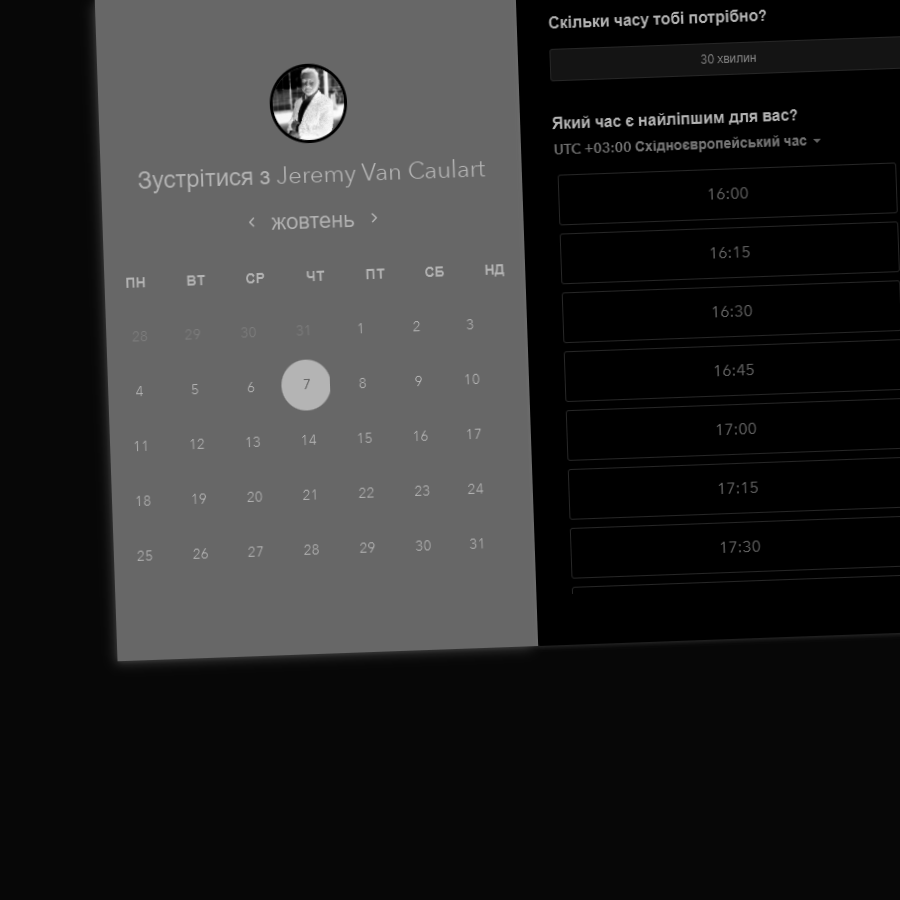 Зустрітися з Jeremy Van Caulart
жовтень
ПН ВТ СР ЧТ ПТ СБ НД
28 29 30 31 1 2 3
4 5 6 7 8 9 10
11 12 13 14 15 16 17
18 19 20 21 22 23 24
25 26 27 28 29 30 31
Скільки часу тобі потрібно?
30 хвилин
Який час є найліпшим для вас?
UTC +03:00 Східноєвропейський час
16:00
16:15
16:30
16:45
17:00
17:15
17:30